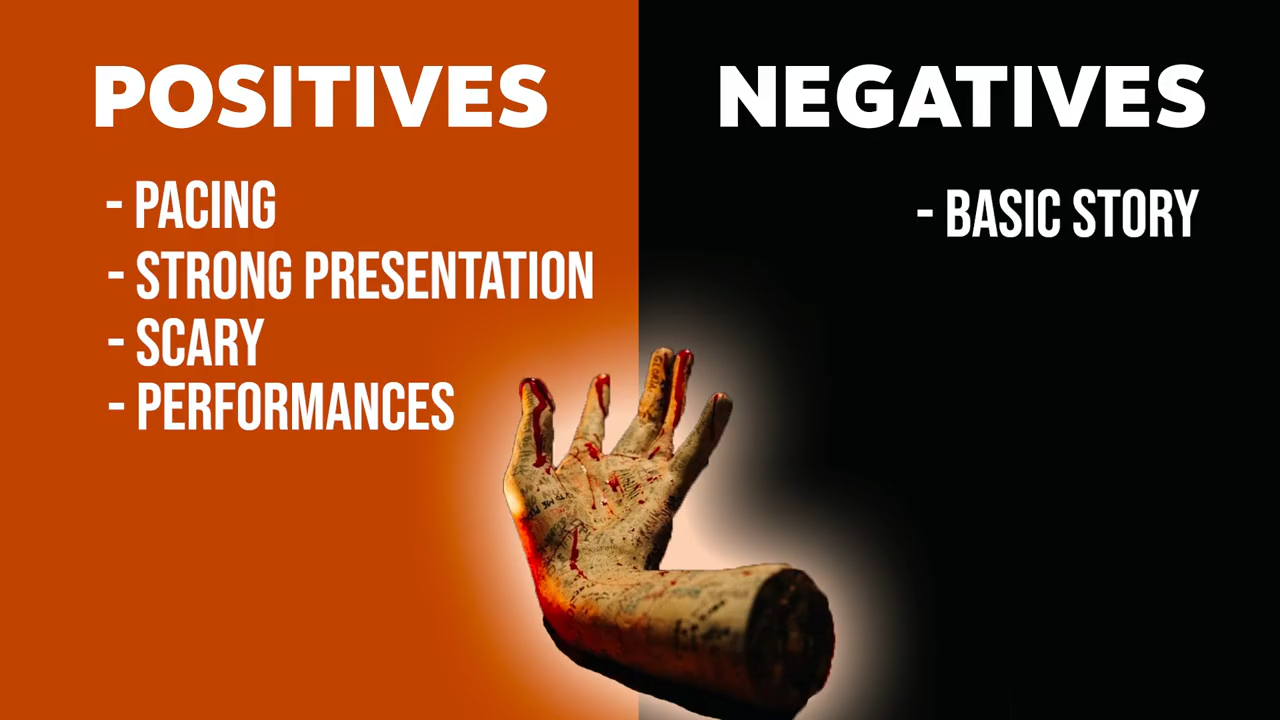 POSITIVES
- PACING
- STRONG PRESENTATION
- SCARY
- PERFORMANCES
NEGATIVES
- BASIC STORY